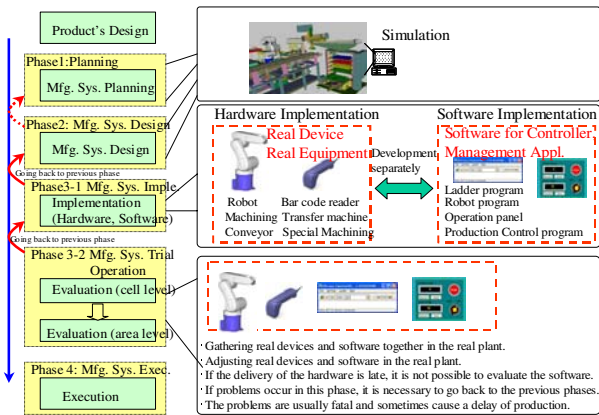 Product's Design
Phase1:Planning
Mfg. Sys. Planning
Phase2: Mfg. Sys. Design
Mfg. Sys. Design
Going back to previous phase
Phase3-1 Mfg. Sys. Imple.
Implementation
(Hardware, Software)
Going back to previous phase
Phase 3-2 Mfg. Sys. Trial
Operation
Evaluation (cell level)
Evaluation (area level)
Phase 4: Mfg. Sys. Exec.
Execution
Simulation
Hardware Implementation
Real Device
Real Equipment
Robot
Machining
Conveyor
Bar code reader
Transfer machine
Special Machining
Development
separately
Software Implementation
Software for Controller
Management Appl.
Ladder program
Robot program
Operation panel
Production Control program
· Gathering real devices and software together in the real plant.
· Adjusting real devices and software in the real plant.
· If the delivery of the hardware is late, it is not possible to evaluate the software.
· If problems occur in this phase, it is necessary to go back to the previous phases.
· The problems are usually fatal and sometimes cause a delay of production.